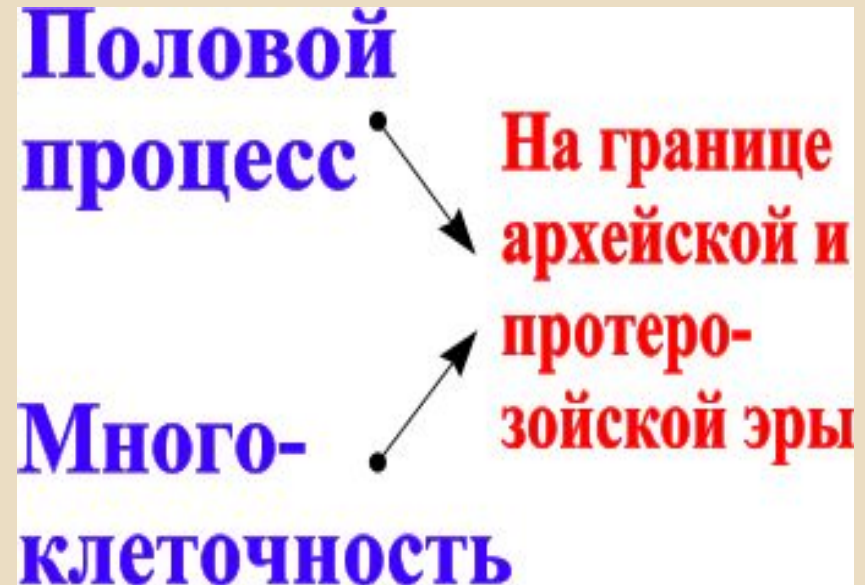 Половой
процесс
На границе
архейской и
протеро-
зойской эры
Много-
клеточность